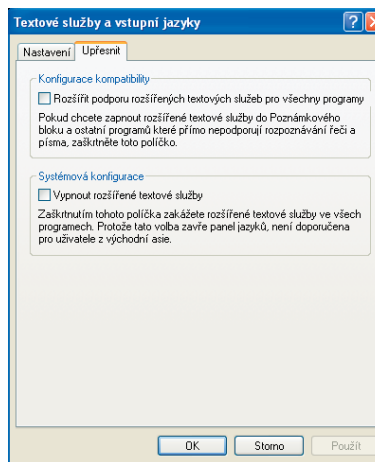 Textové služby a vstupní jazyky
Nastavení Upřesnit
Konfigurace kompatibility
Rozšířit podporu rozšířených textových služeb pro všechny programy
Pokud chcete zapnout rozšířené textové služby do Poznámkového
bloku a ostatní programů které přímo nepodporují rozpoznávání řeči a
písma, zaškrtněte toto políčko.
Systémová konfigurace
Vypnout rozšířené textové služby
Zaškrtnutím tohoto políčka zakážete rozšířené textové služby ve všech
programech. Protože tato volba zavře panel jazyků, není doporučena
pro uživatele z východní asie.
OK Storno Použít